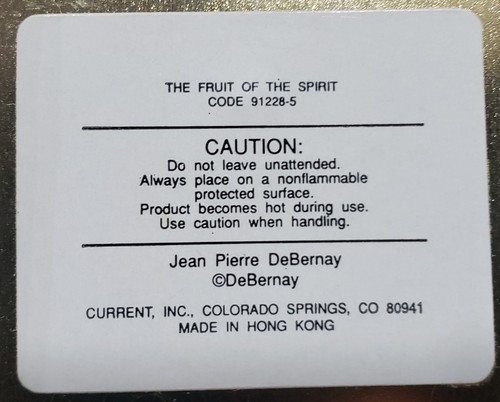 THE FRUIT OF THE SPIRIT
CODE 91228-5
CAUTION:
Do not leave unattended.
Always place on a nonflammable
protected surface.
Product becomes hot during use.
Use caution when handling.
Jean Pierre DeBernay
©DeBernay
CURRENT, INC., COLORADO SPRINGS, CO 80941
MADE IN HONG KONG